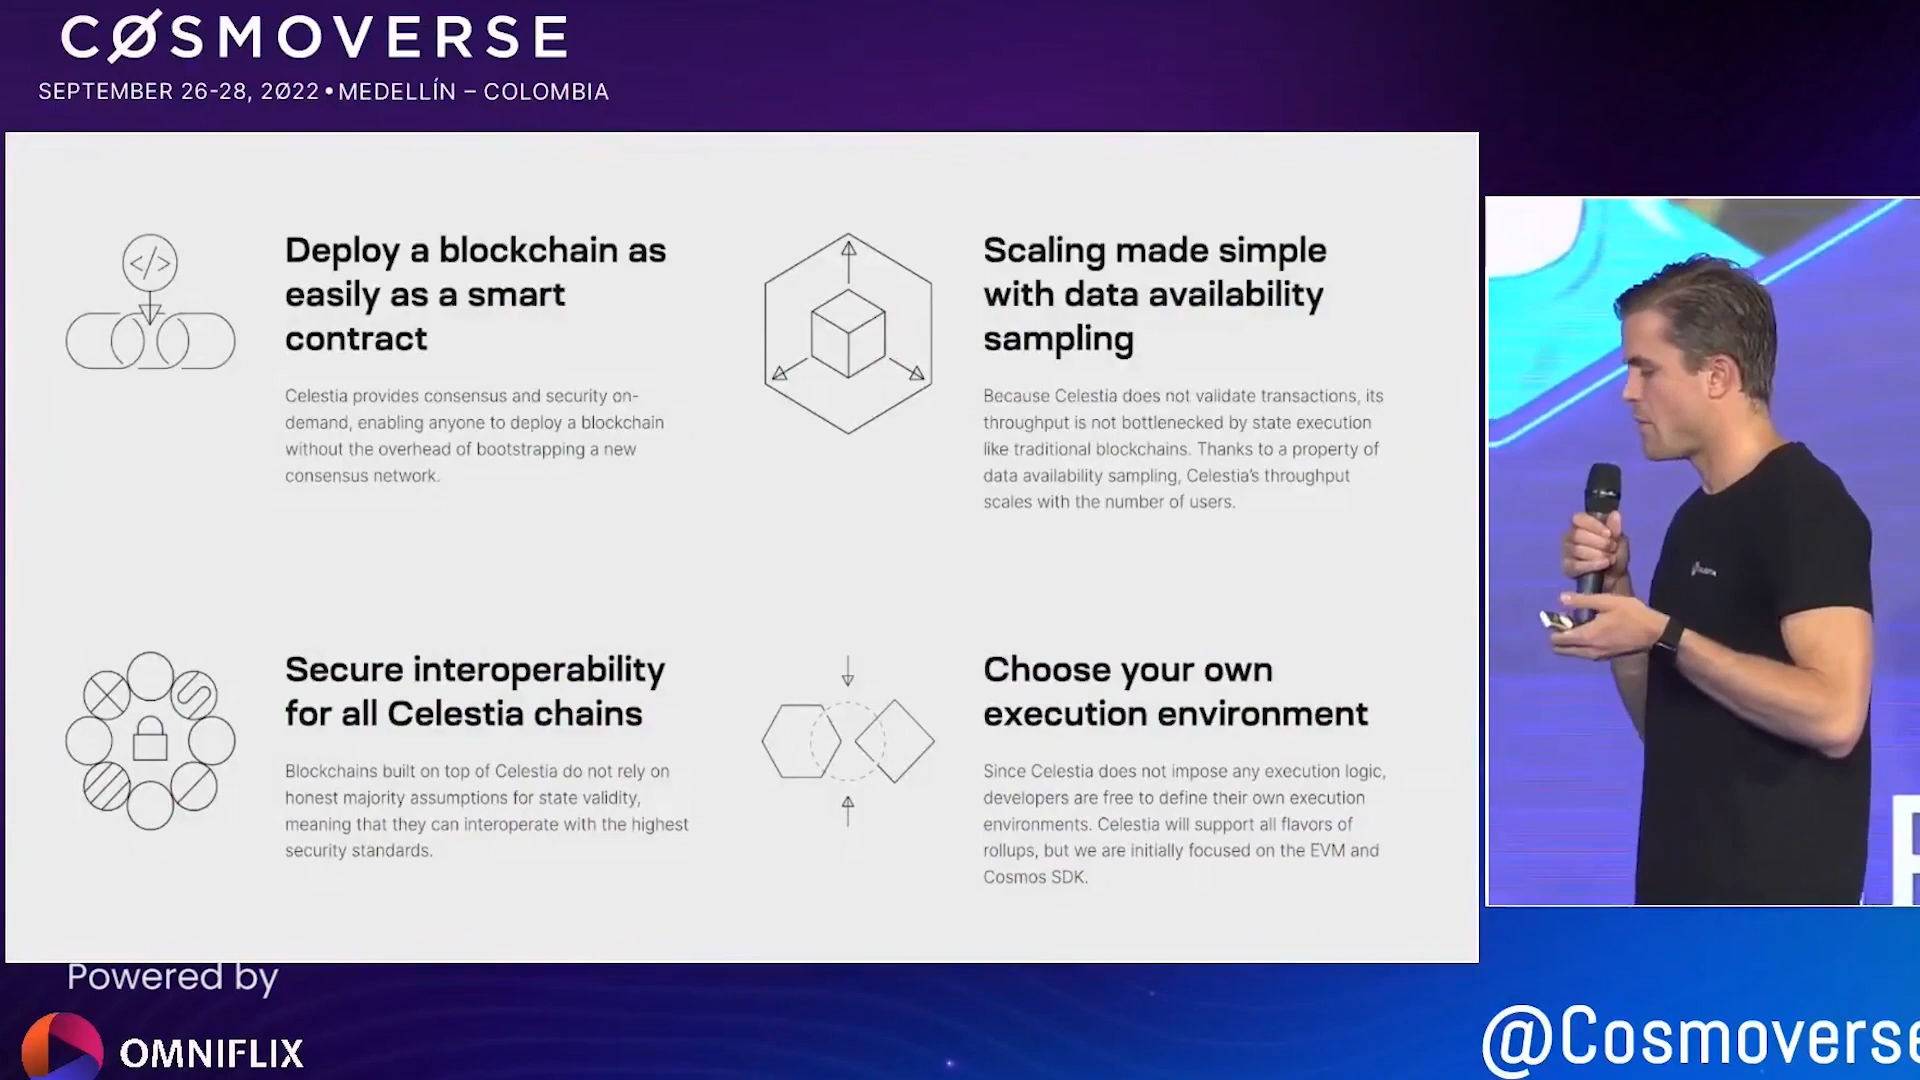 CØSMOVERSE
SEPTEMBER 26-28, 2Ø22 • MEDELLÍN – COLOMBIA
Deploy a blockchain as
easily as a smart
contract
Celestia provides consensus and security on-
demand, enabling anyone to deploy a blockchain
without the overhead of bootstrapping a new
consensus network.
Scaling made simple
with data availability
sampling
Because Celestia does not validate transactions, its
throughput is not bottlenecked by state execution
like traditional blockchains. Thanks to a property of
data availability sampling, Celestia's throughput
scales with the number of users.
Secure interoperability
for all Celestia chains
Blockchains built on top of Celestia do not rely on
honest majority assumptions for state validity,
meaning that they can interoperate with the highest
security standards.
Choose your own
execution environment
Since Celestia does not impose any execution logic,
developers are free to define their own execution
environments. Celestia will support all flavors of
rollups, but we are initially focused on the EVM and
Cosmos SDK.
Powered by
OMNIFLIX
@Cosmoverse